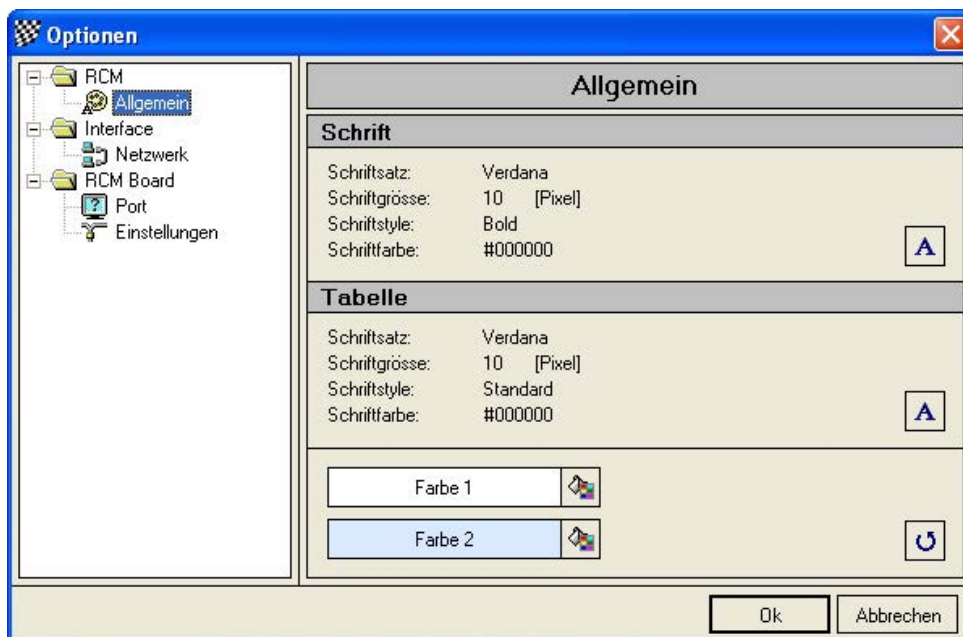 Optionen
RCM
Allgemein
Interface
Netzwerk
RCM Board
Port
Einstellungen
Allgemein
Schrift
Schriftsatz: Verdana
Schriftgrösse: 10 [Pixel]
Schriftstyle: Bold
Schriftfarbe: #000000
A
Tabelle
Schriftsatz: Verdana
Schriftgrösse: 10 [Pixel]
Schriftstyle: Standard
Schriftfarbe: #000000
A
Farbe 1
Farbe 2
Ok Abbrechen